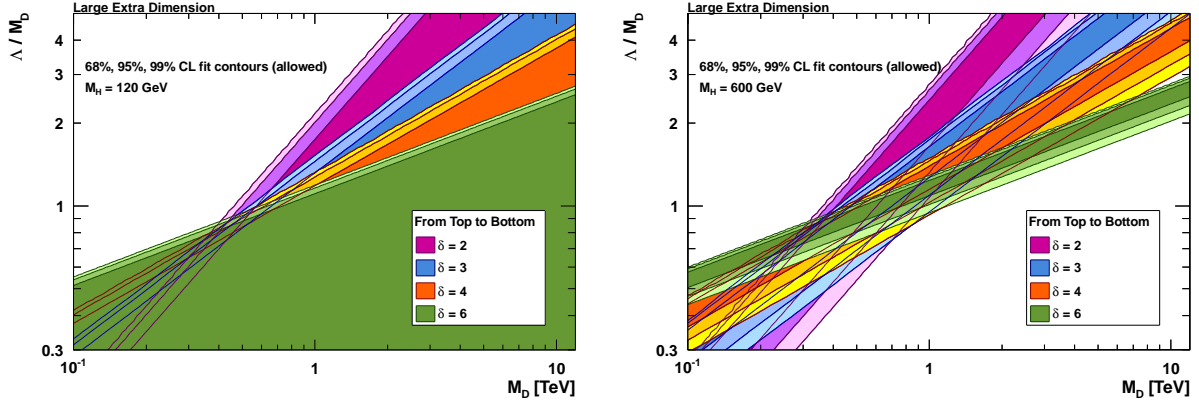 Large Extra Dimension
Λ / M_D
68%, 95%, 99% CL fit contours (allowed)
M_H = 120 GeV
4
3
2
1
0.3
From Top to Bottom
δ = 2
δ = 3
δ = 4
δ = 6
10^-1
1
10
M_D [TeV]
Large Extra Dimension
Λ / M_D
68%, 95%, 99% CL fit contours (allowed)
M_H = 600 GeV
4
3
2
1
0.3
From Top to Bottom
δ = 2
δ = 3
δ = 4
δ = 6
10^-1
1
10
M_D [TeV]